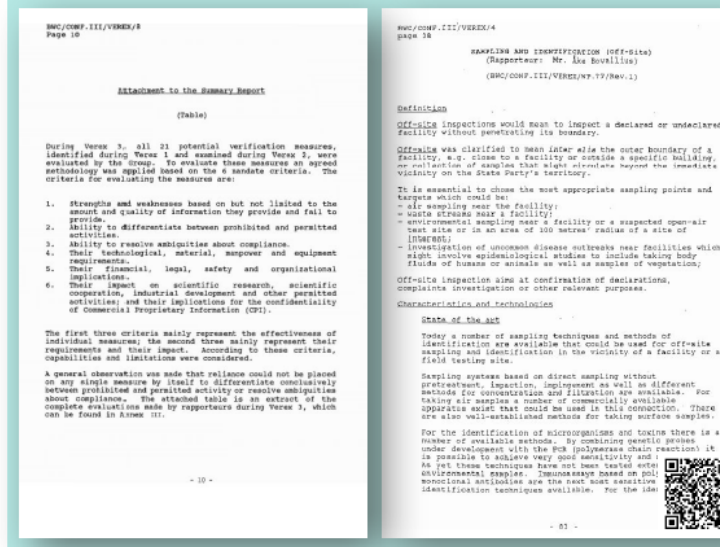 BWC/CONF.III/VEREX/8
Page 10
Attachment to the Summary Report
(Table)
During Verex 3, all 21 potential verification measures,
identified during Verex 1 and examined during Verex 2, were
evaluated by the Group. To evaluate these measures an agreed
methodology was applied based on the 6 mandate criteria. The
criteria for evaluating the measures are:
1. Strengths and weaknesses based on but not limited to the
amount and quality of information they provide and fail to
provide.
2. Ability to differentiate between prohibited and permitted
activities.
3. Ability to resolve ambiguities about compliance.
4. Their technological, material, manpower and equipment
requirements.
5. Their financial, legal, safety and organizational
implications.
6. Their impact on scientific research, scientific
cooperation, industrial development and other permitted
activities; and their implications for the confidentiality
of Commercial Proprietary Information (CPI).
The first three criteria mainly represent the effectiveness of
individual measures; the second three mainly represent their
requirements and their impact. According to these criteria,
capabilities and limitations were considered.
A general observation was made that reliance could not be placed
on any single measure by itself to differentiate conclusively
between prohibited and permitted activity or resolve ambiguities
about compliance. The attached table is an extract of the
complete evaluations made by rapporteurs during Verex 3, which
can be found in Annex III.
- 10 -
BWC/CONF.III/VEREX/4
page 38
SAMPLING AND IDENTIFICATION (Off-Site)
(Rapporteur: Mr. Åke Bovallius)
(BWC/CONF.III/VEREX/WP.77/Rev.1)
Definition
Off-site inspections would mean to inspect a declared or undeclared
facility without penetrating its boundary.
Off-site was clarified to mean inter alia the outer boundary of a
facility, e.g. close to a facility or outside a specific building,
or collection of samples that might circulate beyond the immediate
vicinity on the State Party's territory.
It is essential to chose the most appropriate sampling points and
targets which could be:
- air sampling near the facility;
- waste streams near a facility;
- environmental sampling near a facility or a suspected open-air
test site or in an area of 100 metres' radius of a site of
interest;
- investigation of uncommon disease outbreaks near facilities which
might involve epidemiological studies to include taking body
fluids of humans or animals as well as samples of vegetation;
Off-site inspection aims at confirmation of declarations,
complaints investigation or other relevant purposes.
Characteristics and technologies
State of the art
Today a number of sampling techniques and methods of
identification are available that could be used for off-site
sampling and identification in the vicinity of a facility or a
field testing site.
Sampling systems based on direct sampling without
pretreatment, impaction, impingement as well as different
methods for concentration and filtration are available. For
taking air samples a number of commercially available
apparatus exist that could be used in this connection. There
are also well-established methods for taking surface samples.
For the identification of microorganisms and toxins there is a
number of available methods. By combining genetic probes
under development with the PCR (polymerase chain reaction) it
is possible to achieve very good sensitivity and
As yet these techniques have not been tested
environmental samples. Immunoassays based on
monoclonal antibodies are the next most sensitive
identification techniques available. For the
- 83 -